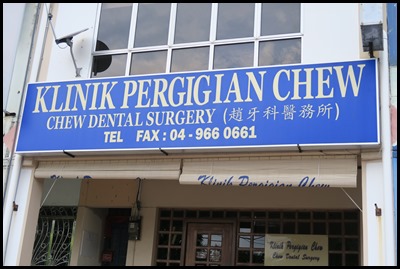 KLINIK PERGIGIAN CHEW
CHEW DENTAL SURGERY (趙牙科醫務所)
TEL FAX : 04 - 966 0661
Klinik Pergigian Chew
Klinik Pergigian Chew
Chew Dental Surgery